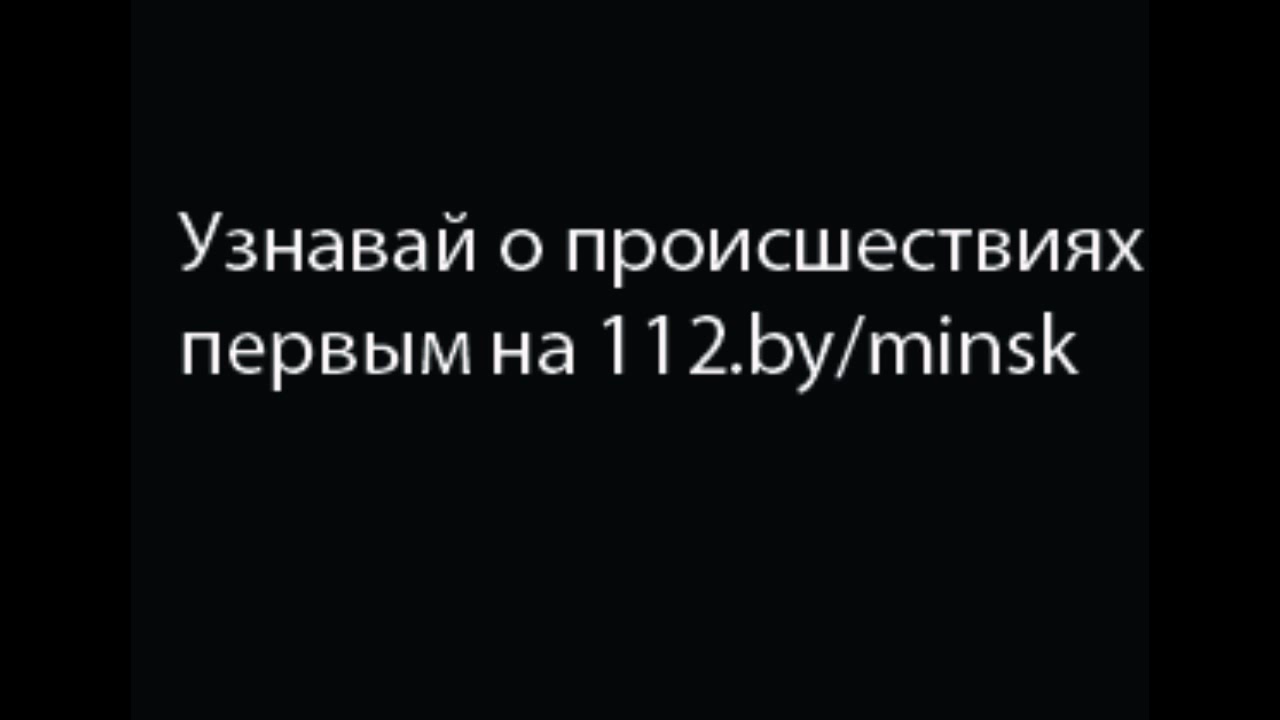 Узнавай о происшествиях
первым на 112.by/minsk